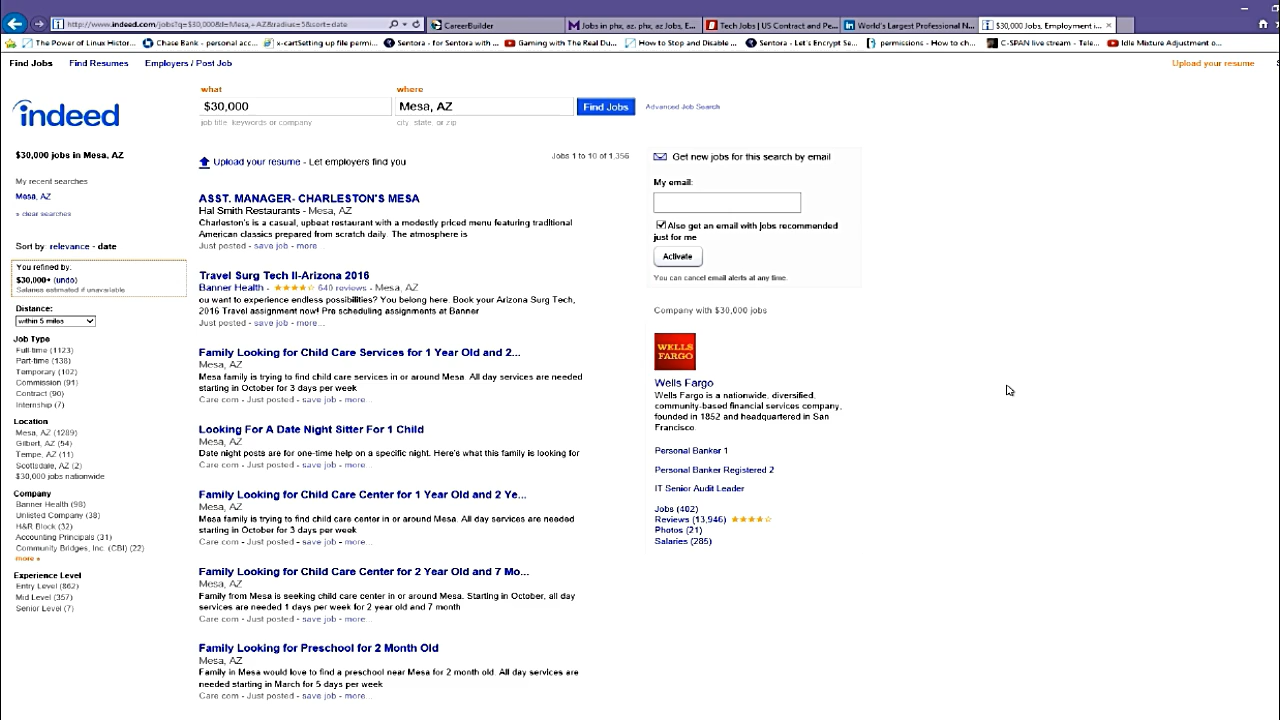 http://www.indeed.com/jobs?q=$30,000&l=Mesa,+AZ&radius=5&sort=date
CareerBuilder
Jobs in phx, az. phx, az Jobs, E...
Tech Jobs | US Contract and Pe...
World's Largest Professional N...
$30,000 Jobs, Employment i...
The Power of Linux Histor...
Chase Bank - personal acc...
x-cartSetting up file permi...
Sentora - for Sentora with ...
Gaming with The Real Du...
How to Stop and Disable ...
Sentora - Let's Encrypt Se...
permissions - How to ch...
C-SPAN live stream - Tele...
Idle Mixture Adjustment o...
Find Jobs Find Resumes Employers / Post Job
Upload your resume
what where
indeed
$30,000 Mesa, AZ Find Jobs Advanced Job Search
job title, keywords or company city, state, or zip
$30,000 jobs in Mesa, AZ
My recent searches
Mesa, AZ
» clear searches
Sort by: relevance - date
You refined by:
$30,000+ (undo)
Salaries estimated if unavailable
Distance:
within 5 miles
Job Type
Full-time (1123)
Part-time (138)
Temporary (102)
Commission (91)
Contract (90)
Internship (7)
Location
Mesa, AZ (1289)
Gilbert, AZ (54)
Tempe, AZ (11)
Scottsdale, AZ (2)
$30,000 jobs nationwide
Company
Banner Health (98)
Unlisted Company (38)
H&R Block (32)
Accounting Principals (31)
Community Bridges, Inc. (CBI) (22)
more »
Experience Level
Entry Level (862)
Mid Level (357)
Senior Level (7)
Upload your resume - Let employers find you
Jobs 1 to 10 of 1,356
ASST. MANAGER- CHARLESTON'S MESA
Hal Smith Restaurants - Mesa, AZ
Charleston's is a casual, upbeat restaurant with a modestly priced menu featuring traditional
American classics prepared from scratch daily. The atmosphere is
Just posted - save job - more...
Travel Surg Tech II-Arizona 2016
Banner Health - 640 reviews - Mesa, AZ
ou want to experience endless possibilities? You belong here. Book your Arizona Surg Tech,
2016 Travel assignment now! Pre scheduling assignments at Banner
Just posted - save job - more...
Family Looking for Child Care Services for 1 Year Old and 2...
Mesa, AZ
Mesa family is trying to find child care services in or around Mesa. All day services are needed
starting in October for 3 days per week
Care.com - Just posted - save job - more...
Looking For A Date Night Sitter For 1 Child
Mesa, AZ
Date night posts are for one-time help on a specific night. Here's what this family is looking for
Care.com - Just posted - save job - more...
Family Looking for Child Care Center for 1 Year Old and 2 Ye...
Mesa, AZ
Mesa family is trying to find child care center in or around Mesa. All day services are needed
starting in October for 3 days per week
Care.com - Just posted - save job - more...
Family Looking for Child Care Center for 2 Year Old and 7 Mo...
Mesa, AZ
Family from Mesa is seeking child care center in or around Mesa. Starting in October, all day
services are needed 1 days per week for 2 year old and 7 month
Care.com - Just posted - save job - more...
Family Looking for Preschool for 2 Month Old
Mesa, AZ
Family in Mesa would love to find a preschool near Mesa for 2 month old. All day services are
needed starting in March for 5 days per week
Care.com - Just posted - save job - more...
Get new jobs for this search by email
My email:
Also get an email with jobs recommended
just for me
Activate
You can cancel email alerts at any time.
Company with $30,000 jobs
WELLS
FARGO
Wells Fargo
Wells Fargo is a nationwide, diversified,
community-based financial services company,
founded in 1852 and headquartered in San
Francisco.
Personal Banker 1
Personal Banker Registered 2
IT Senior Audit Leader
Jobs (402)
Reviews (13,946)
Photos (21)
Salaries (285)